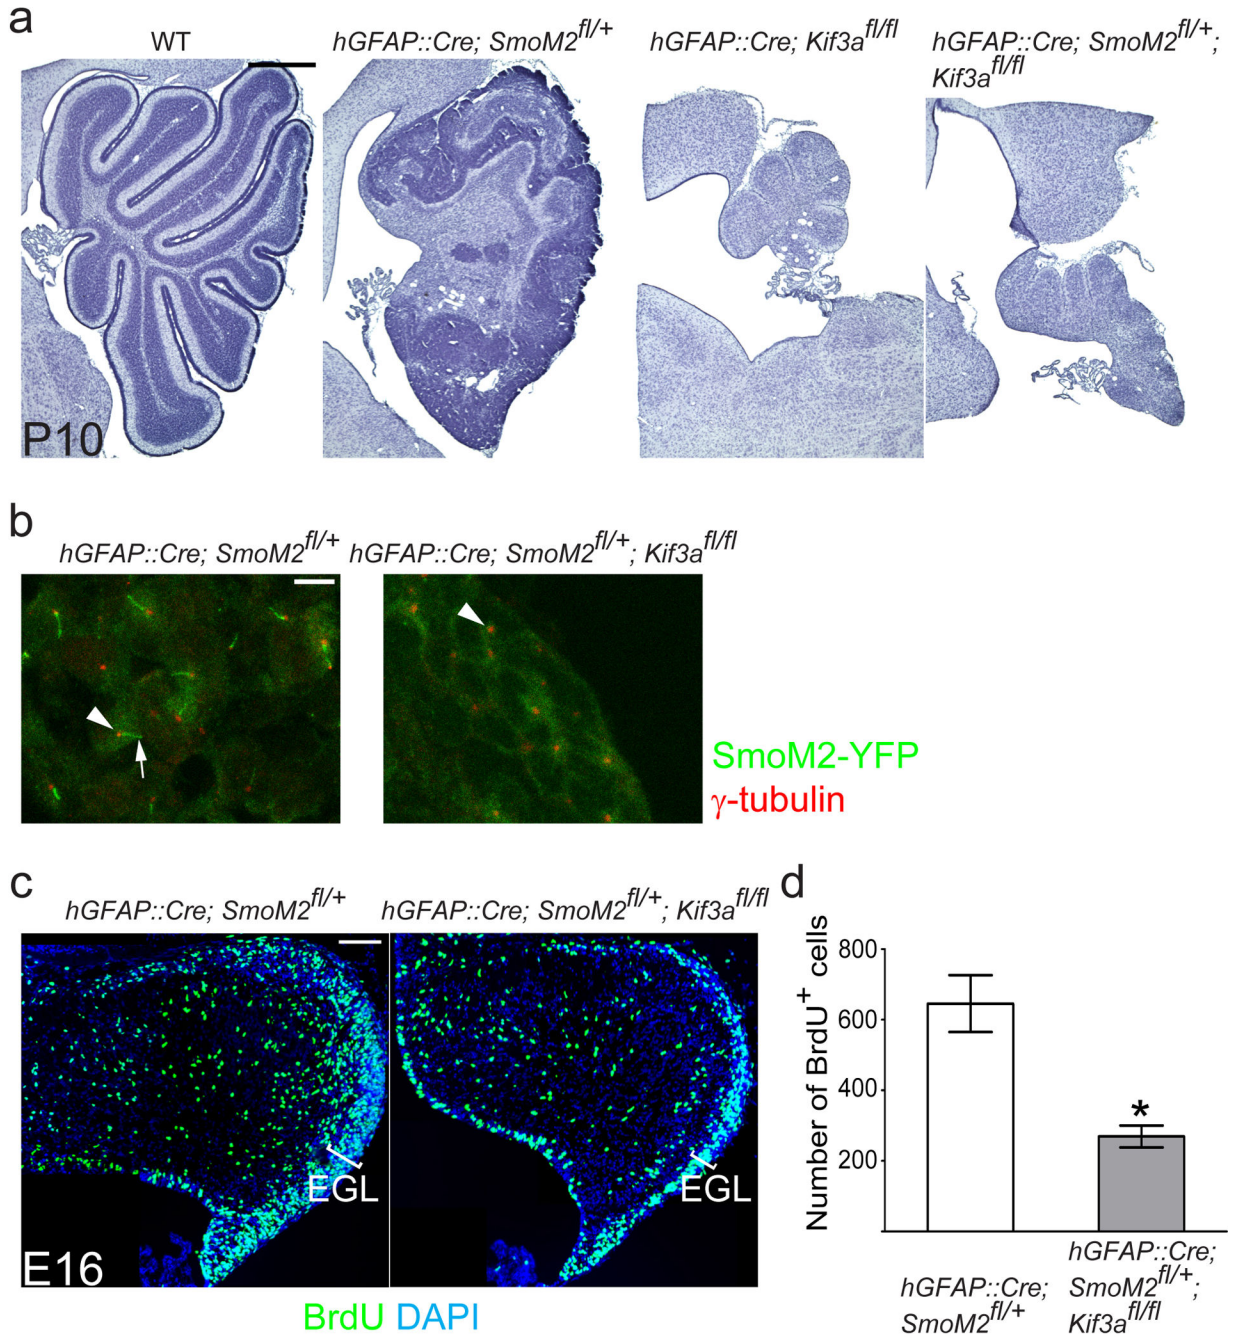 a
WT
hGFAP::Cre; SmoM2fl/+
hGFAP::Cre; Kif3afl/fl
hGFAP::Cre; SmoM2fl/+;
Kif3afl/fl
P10
b
hGFAP::Cre; SmoM2fl/+
hGFAP::Cre; SmoM2fl/+; Kif3afl/fl
SmoM2-YFP
γ-tubulin
c
hGFAP::Cre; SmoM2fl/+
hGFAP::Cre; SmoM2fl/+; Kif3afl/fl
EGL
EGL
E16
BrdU DAPI
d
Number of BrdU+ cells
800
600
400
200
*
hGFAP::Cre;
SmoM2fl/+
hGFAP::Cre;
SmoM2fl/+;
Kif3afl/fl